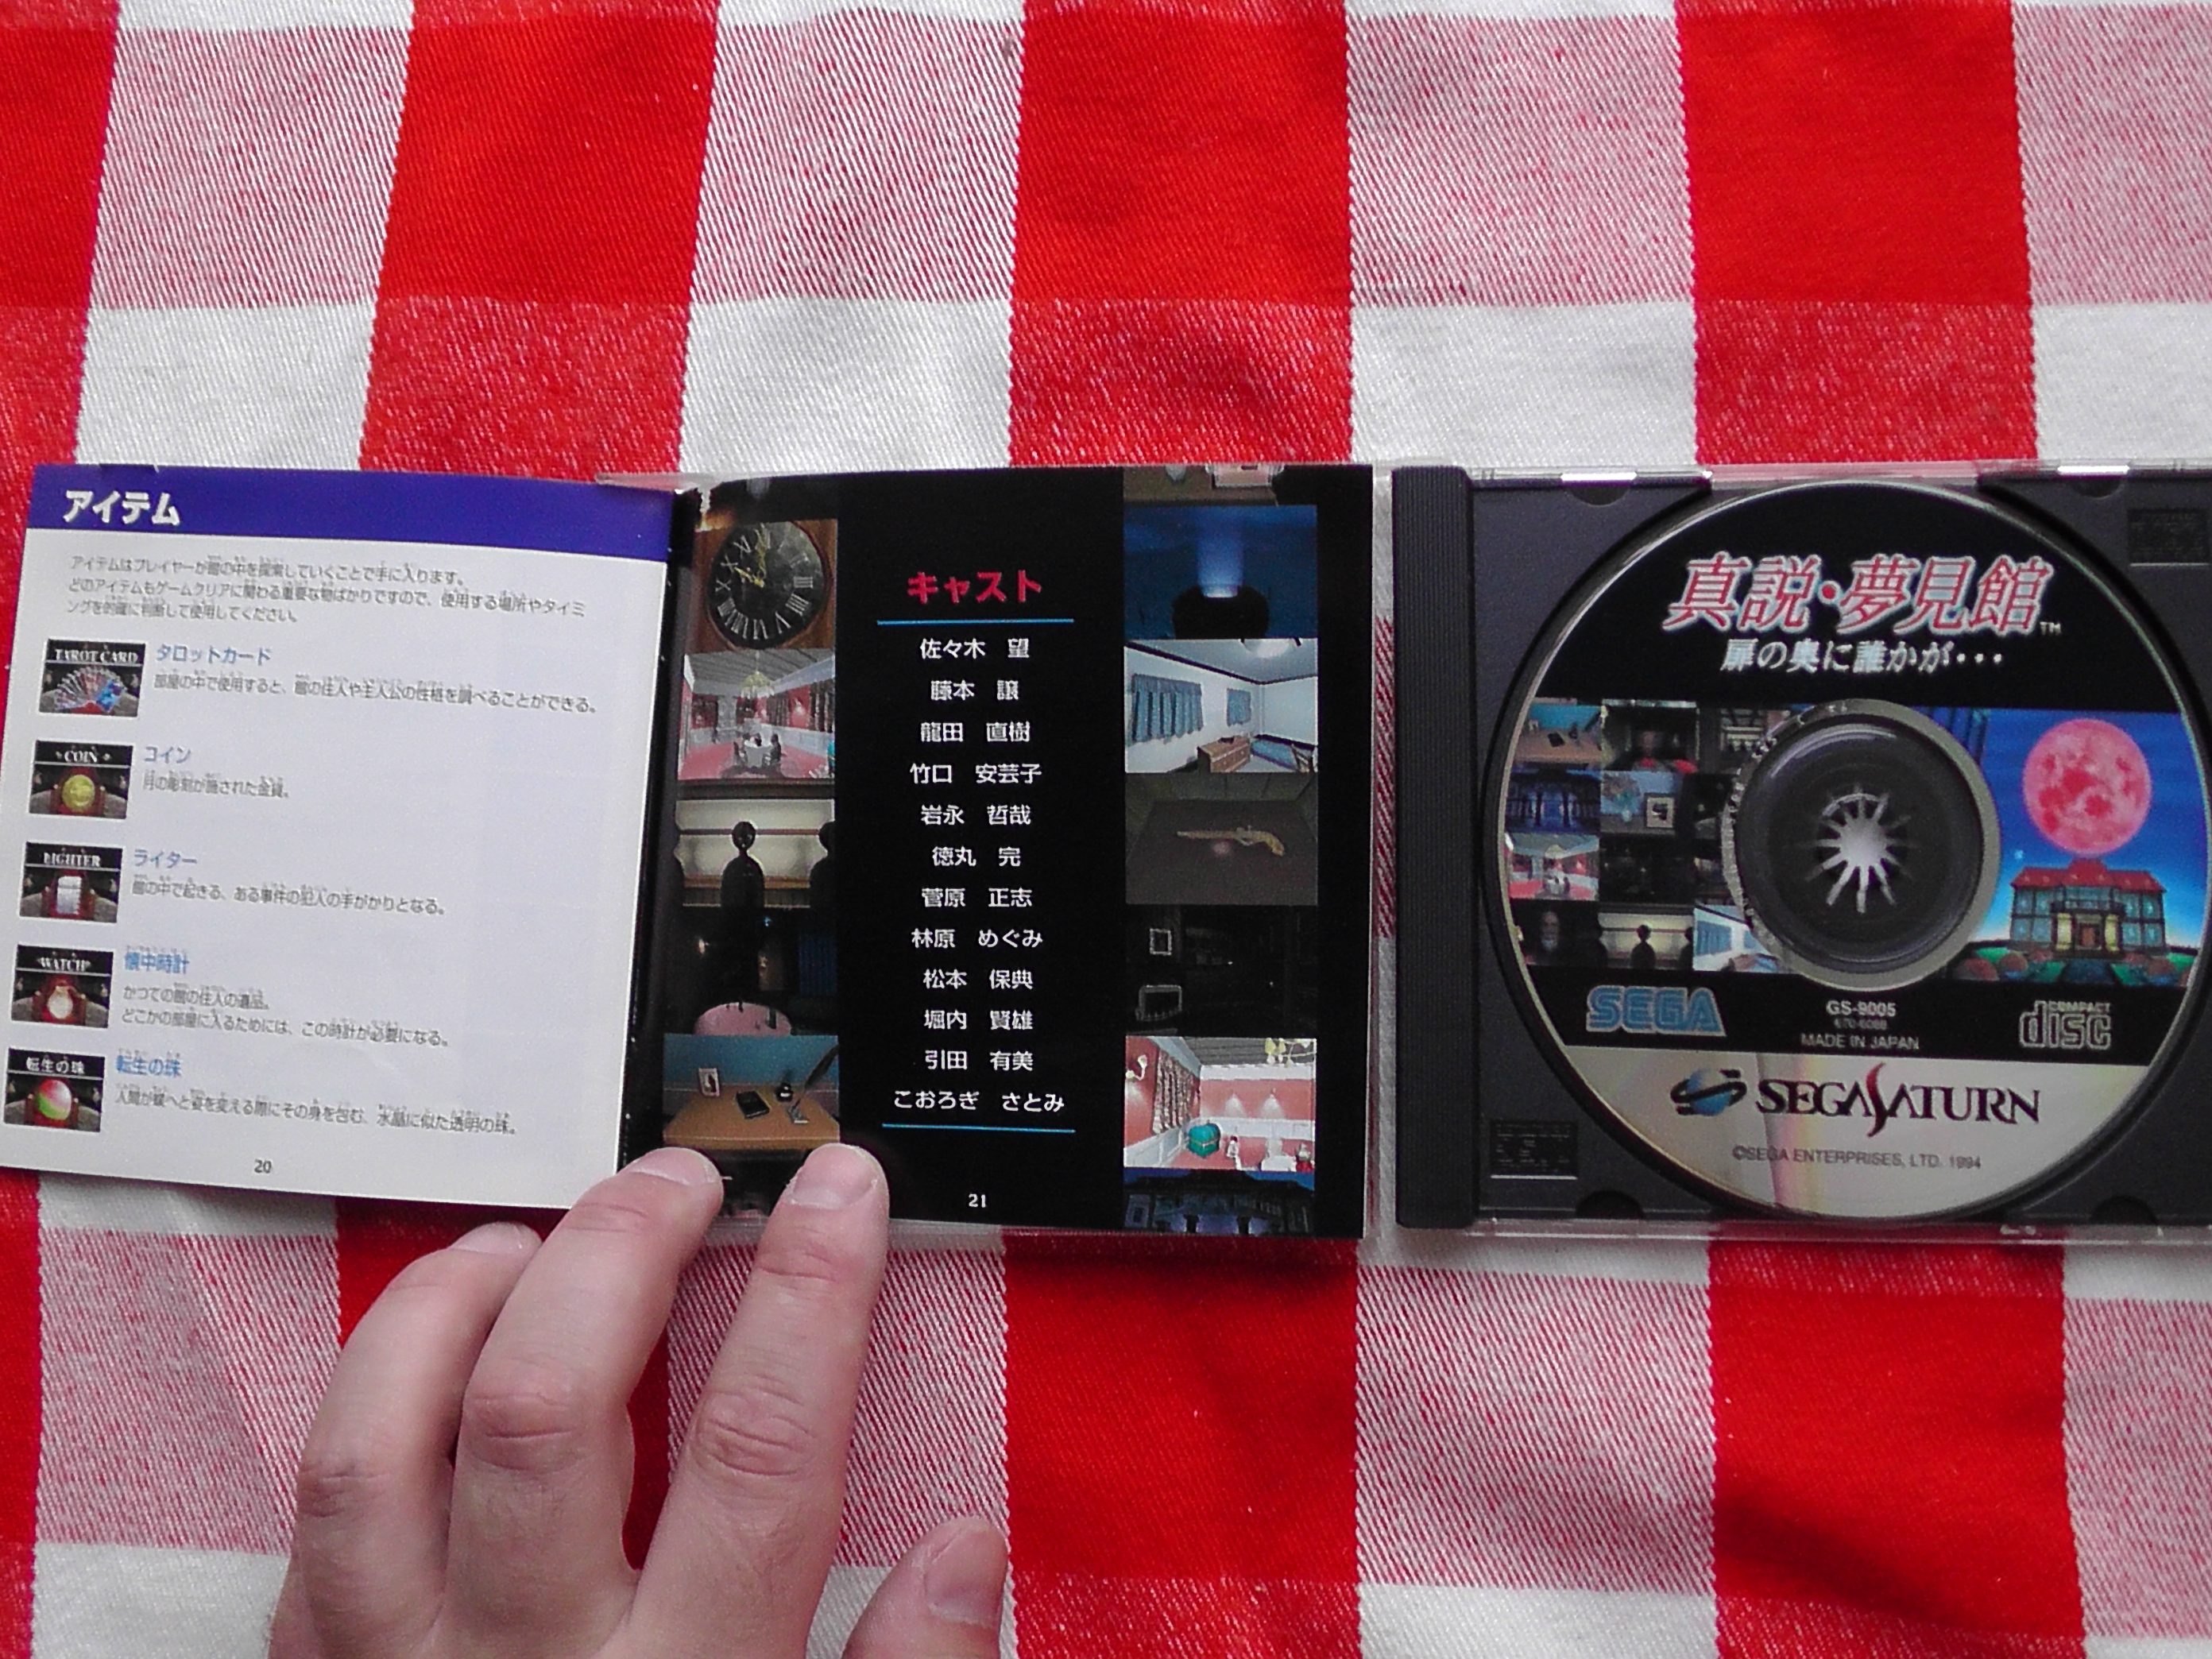 アイテム
アイテムはプレイヤーが館の中を探索していくことで手に入ります。
どのアイテムもゲームクリアに関わる重要な物ばかりですので、使用する場所やタイミ
ングを的確に判断して使用してください。
TAROT CARD
タロットカード
部屋の中で使用すると、館の住人や主人公の性格を調べることができる。
COIN
コイン
月の彫刻が施された金貨。
LIGHTER
ライター
館の中で起きる、ある事件の犯人の手がかりとなる。
WATCH
懐中時計
かつての館の住人の遺品。
どこかの部屋に入るためには、この時計が必要になる。
転生の珠
転生の珠
人間が蝶へと姿を変える際にその身を包む、水晶に似た透明の珠。
20
キャスト
佐々木 望
藤本 譲
龍田 直樹
竹口 安芸子
岩永 哲哉
徳丸 完
菅原 正志
林原 めぐみ
松本 保典
堀内 賢雄
引田 有美
こおろぎ さとみ
21
真説・夢見館™
扉の奥に誰かが・・・
SEGA
GS-9005
670-6088
MADE IN JAPAN
COMPACT
disc
SEGA SATURN
©SEGA ENTERPRISES, LTD. 1994